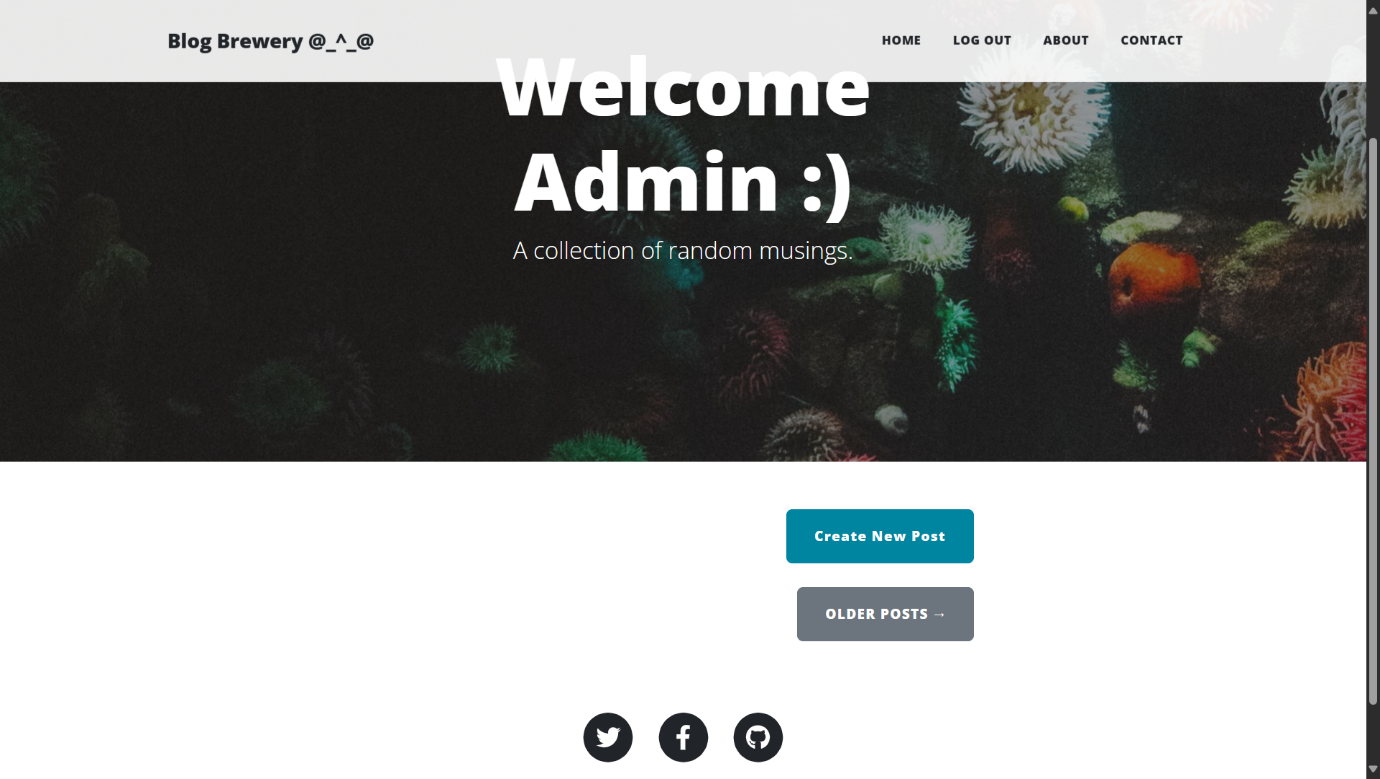 Blog Brewery @_^_@
HOME LOG OUT ABOUT CONTACT
Welcome
Admin :)
A collection of random musings.
Create New Post
OLDER POSTS →